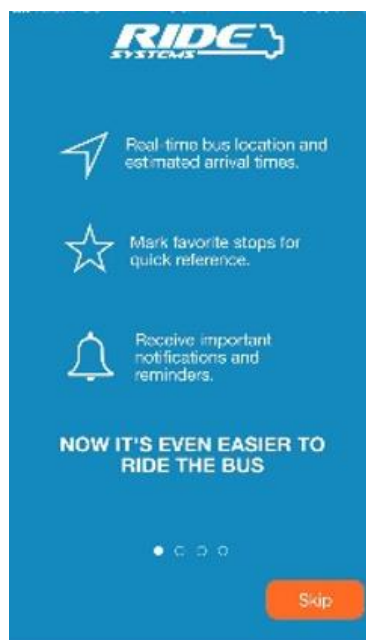 RIDE
SYSTEMS
Real-time bus location and
estimated arrival times.
Mark favorite stops for
quick reference.
Receive important
notifications and
reminders.
NOW IT'S EVEN EASIER TO
RIDE THE BUS
Skip